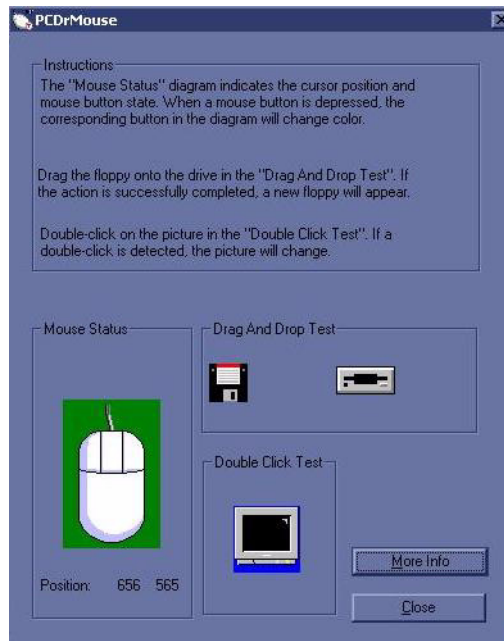 PCDrMouse
Instructions
The "Mouse Status" diagram indicates the cursor position and
mouse button state. When a mouse button is depressed, the
corresponding button in the diagram will change color.
Drag the floppy onto the drive in the "Drag And Drop Test". If
the action is successfully completed, a new floppy will appear.
Double-click on the picture in the "Double Click Test". If a
double-click is detected, the picture will change.
Mouse Status
Drag And Drop Test
Double Click Test
Position: 656 565
More Info
Close